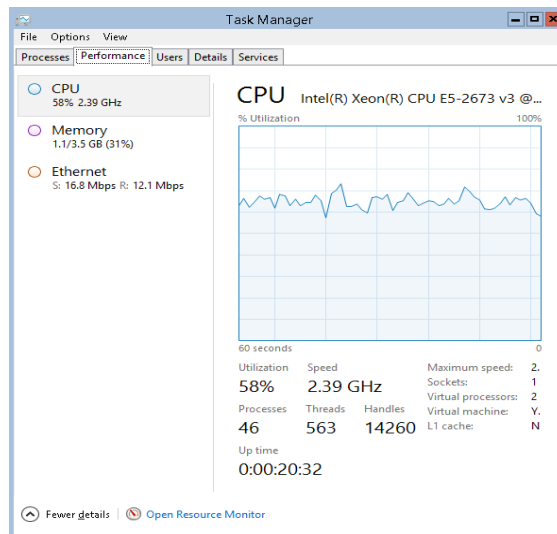 Task Manager
File Options View
Processes Performance Users Details Services
CPU
58% 2.39 GHz
Memory
1.1/3.5 GB (31%)
Ethernet
S: 16.8 Mbps R: 12.1 Mbps
CPU Intel(R) Xeon(R) CPU E5-2673 v3 @...
% Utilization 100%
60 seconds 0
Utilization Speed Maximum speed: 2.
58% 2.39 GHz Sockets: 1
Virtual processors: 2
Processes Threads Handles Virtual machine: Y.
46 563 14260 L1 cache: N
Up time
0:00:20:32
Fewer details Open Resource Monitor